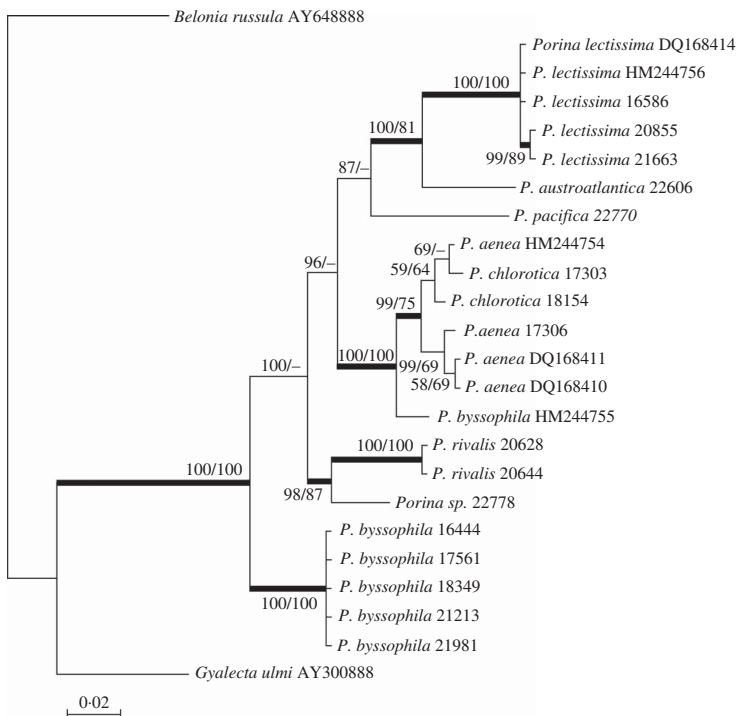 Belonia russula AY648888
Porina lectissima DQ168414
100/100
P. lectissima HM244756
P. lectissima 16586
100/81
P. lectissima 20855
99/89
P. lectissima 21663
87/–
P. austroatlantica 22606
P. pacifica 22770
69/–
P. aenea HM244754
96/–
59/64
P. chlorotica 17303
99/75
P. chlorotica 18154
P.aenea 17306
100/100
99/69
P. aenea DQ168411
100/–
58/69
P. aenea DQ168410
P. byssophila HM244755
100/100
P. rivalis 20628
100/100
P. rivalis 20644
98/87
Porina sp. 22778
P. byssophila 16444
P. byssophila 17561
P. byssophila 18349
100/100
P. byssophila 21213
P. byssophila 21981
Gyalecta ulmi AY300888
0·02